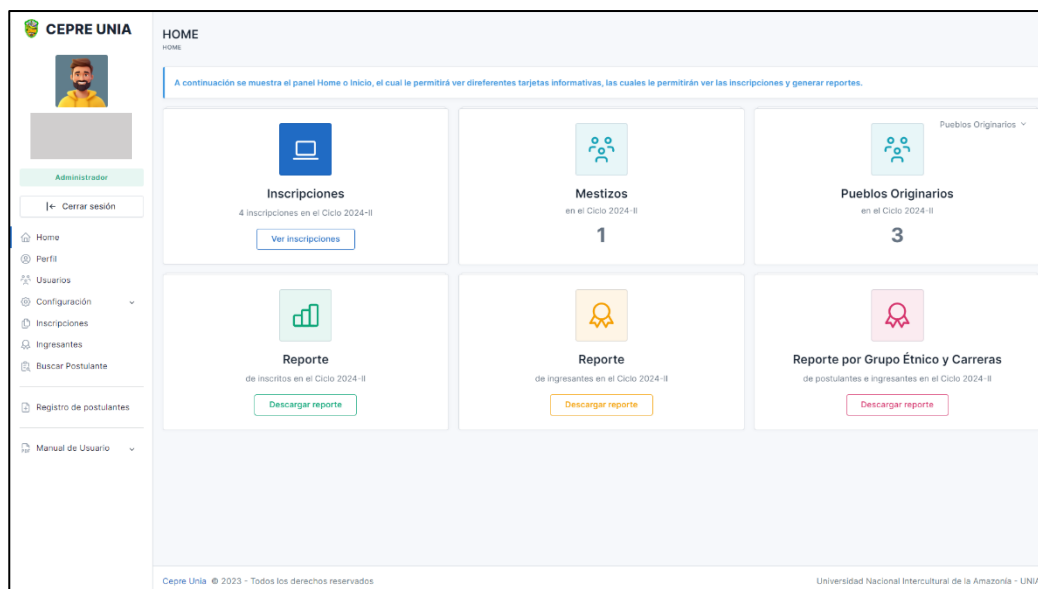 CEPRE UNIA
Administrador
Cerrar sesión
Home
Perfil
Usuarios
Configuración
Inscripciones
Ingresantes
Buscar Postulante
Registro de postulantes
PDF
Manual de Usuario
HOME
HOME
A continuación se muestra el panel Home o Inicio, el cual le permitirá ver direferentes tarjetas informativas, las cuales le permitirán ver las inscripciones y generar reportes.
Inscripciones
4 inscripciones en el Ciclo 2024-II
Ver inscripciones
Mestizos
en el Ciclo 2024-II
1
Pueblos Originarios
Pueblos Originarios
en el Ciclo 2024-II
3
Reporte
de inscritos en el Ciclo 2024-II
Descargar reporte
Reporte
de ingresantes en el Ciclo 2024-II
Descargar reporte
Reporte por Grupo Étnico y Carreras
de postulantes e ingresantes en el Ciclo 2024-II
Descargar reporte
Cepre Unia © 2023 - Todos los derechos reservados
Universidad Nacional Intercultural de la Amazonía - UNIA